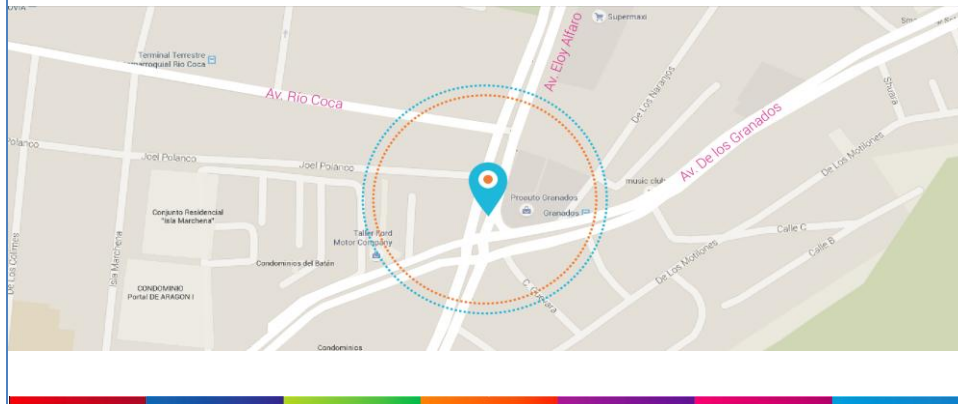 Supermaxi
Av. Eloy Alfaro
Terminal Terrestre
Rio Coca
Av. Río Coca
De Los Naranjos
Shuara
Av. De los Granados
De Los Motilones
Polanco
Joel Polanco
Joel Polanco
music club
Proauto Granados
Granados
Conjunto Residencial
"Isla Marchena"
Taller Ford
Motor Company
Calle C
Calle B
De Los Colimes
Isla Marchena
Condominios del Batán
De Los Motilones
CONDOMINIO
Portal DE ARAGON I
C. Guevara
Condominios